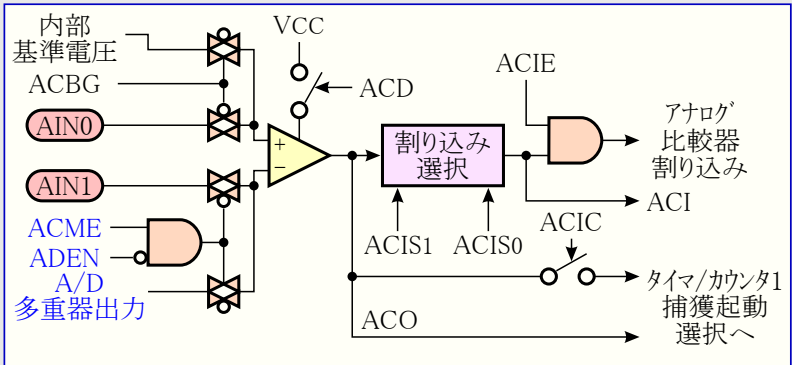 内部
基準電圧
ACBG
AIN0
AIN1
ACME
ADEN
A/D
多重器出力
VCC
ACD
+
−
割り込み
選択
ACIS1
ACIS0
ACIE
アナログ
比較器
割り込み
ACI
ACIC
タイマ/カウンタ1
捕獲起動
選択へ
ACO